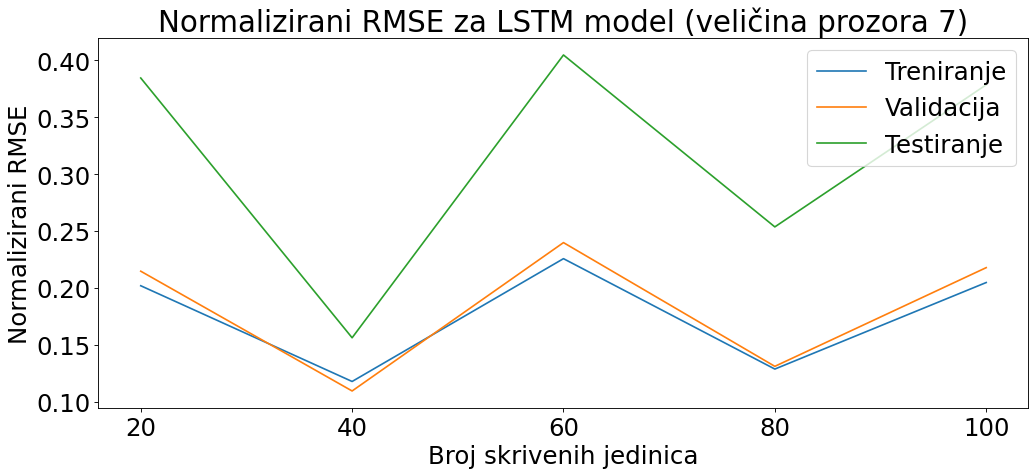 Normalizirani RMSE za LSTM model (veličina prozora 7)
Normalizirani RMSE
0.40
0.35
0.30
0.25
0.20
0.15
0.10
Treniranje
Validacija
Testiranje
20 40 60 80 100
Broj skrivenih jedinica